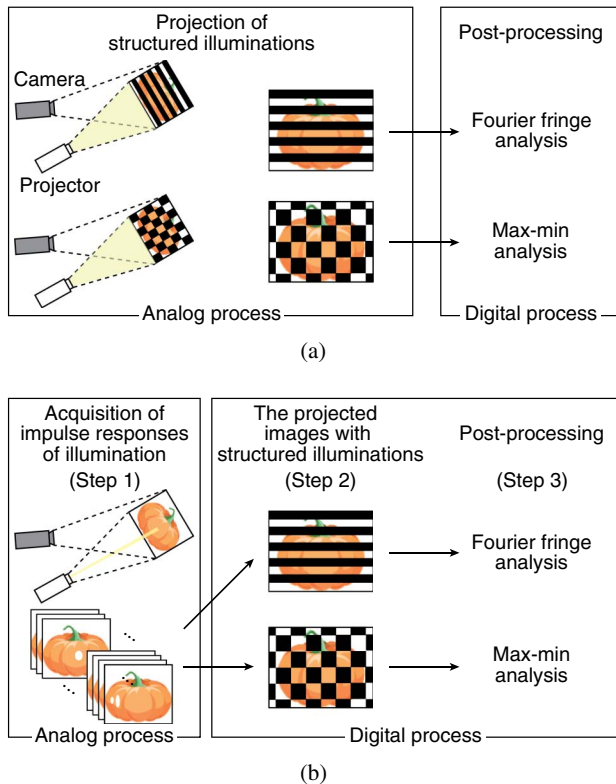 Projection of
structured illuminations
Post-processing
Camera
Fourier fringe
analysis
Projector
Max-min
analysis
Analog process
Digital process
(a)
Acquisition of
impulse responses
of illumination
(Step 1)
The projected
images with
structured illuminations
(Step 2)
Post-processing
(Step 3)
Fourier fringe
analysis
Max-min
analysis
Analog process
Digital process
(b)